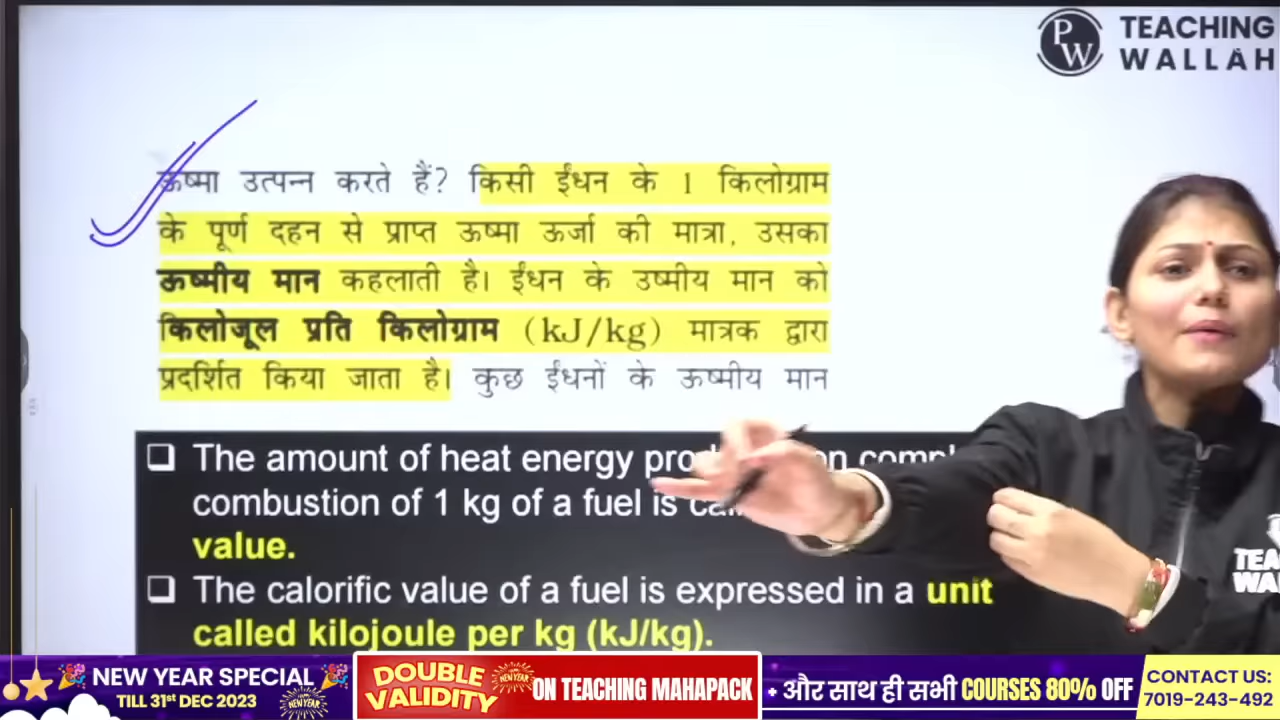 TEACHING
WALLAH
ऊष्मा उत्पन्न करते हैं? किसी ईंधन के 1 किलोग्राम
के पूर्ण दहन से प्राप्त ऊष्मा ऊर्जा की मात्रा, उसका
ऊष्मीय मान कहलाती है। ईंधन के उष्मीय मान को
किलोजूल प्रति किलोग्राम (kJ/kg) मात्रक द्वारा
प्रदर्शित किया जाता है। कुछ ईंधनों के ऊष्मीय मान
The amount of heat energy
combustion of 1 kg of a fuel is
value.
The calorific value of a fuel is expressed in a unit
called kilojoule per kg (kJ/kg).
NEW YEAR SPECIAL
TILL 31st DEC 2023
DOUBLE
VALIDITY
ON TEACHING MAHAPACK
+ और साथ ही सभी COURSES 80% OFF
CONTACT US:
7019-243-492